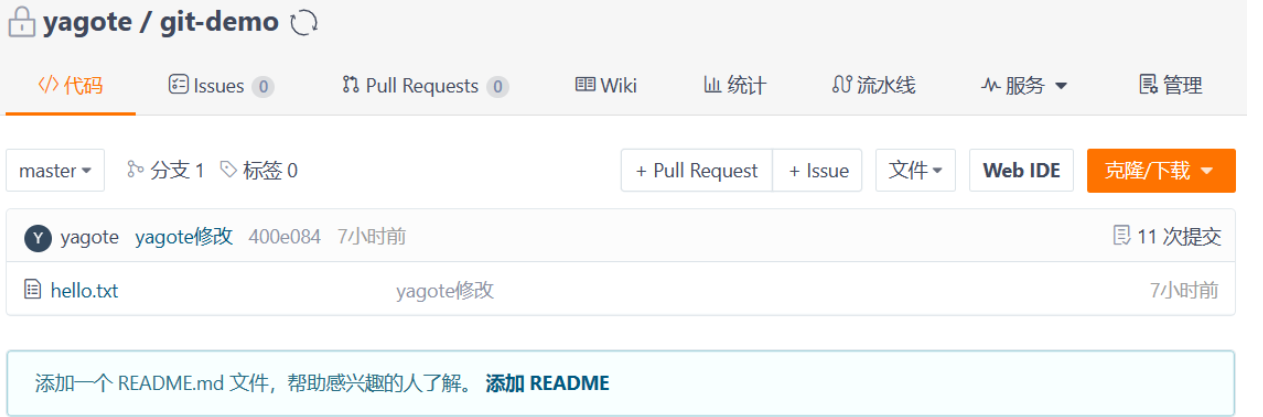 yagote / git-demo
代码 Issues 0 Pull Requests 0 Wiki 统计 流水线 服务 管理
master 分支 1 标签 0 + Pull Request + Issue 文件 Web IDE 克隆/下载
Y yagote yagote修改 400e084 7小时前 11 次提交
hello.txt yagote修改 7小时前
添加一个 README.md 文件，帮助感兴趣的人了解。 添加 README